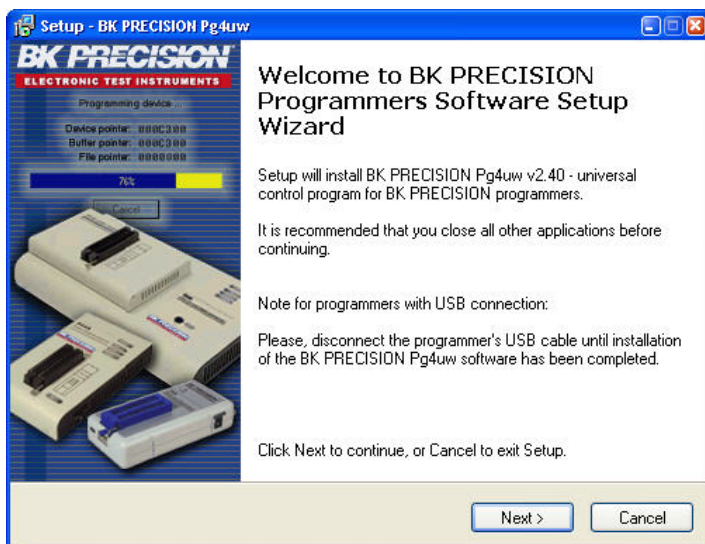 Setup - BK PRECISION Pg4uw
BK PRECISION
ELECTRONIC TEST INSTRUMENTS
Programming device ...
Device pointer: 000C300
Buffer pointer: 000C300
File pointer: 0000000
76%
Cancel
Welcome to BK PRECISION
Programmers Software Setup
Wizard
Setup will install BK PRECISION Pg4uw v2.40 - universal
control program for BK PRECISION programmers.
It is recommended that you close all other applications before
continuing.
Note for programmers with USB connection:
Please, disconnect the programmer's USB cable until installation
of the BK PRECISION Pg4uw software has been completed.
Click Next to continue, or Cancel to exit Setup.
Next >
Cancel